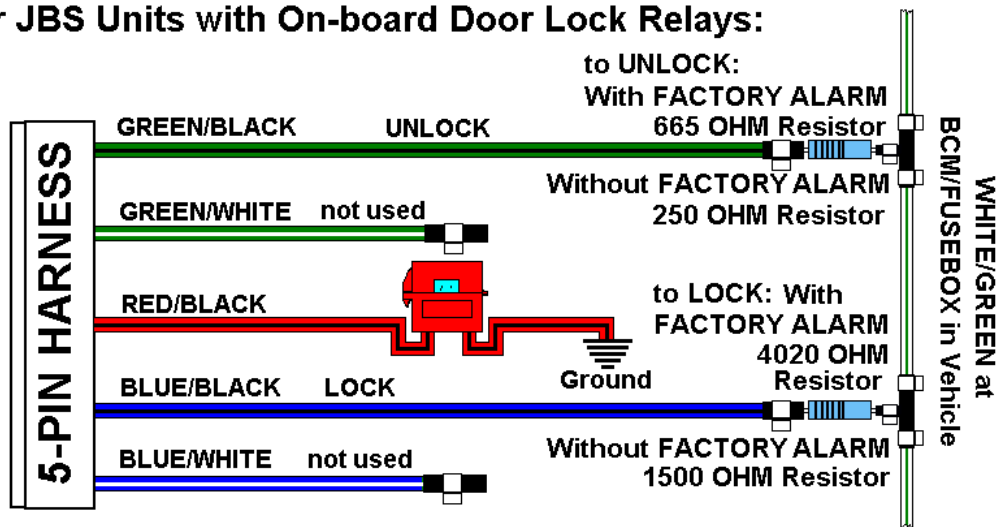 r JBS Units with On-board Door Lock Relays:
to UNLOCK:
With FACTORY ALARM
665 OHM Resistor
GREEN/BLACK UNLOCK
Without FACTORY ALARM
250 OHM Resistor
GREEN/WHITE not used
5-PIN HARNESS
RED/BLACK
to LOCK: With
FACTORY ALARM
4020 OHM
Resistor
Ground
BLUE/BLACK LOCK
Without FACTORY ALARM
1500 OHM Resistor
BLUE/WHITE not used
WHITE/GREEN at
BCM/FUSEBOX in Vehicle